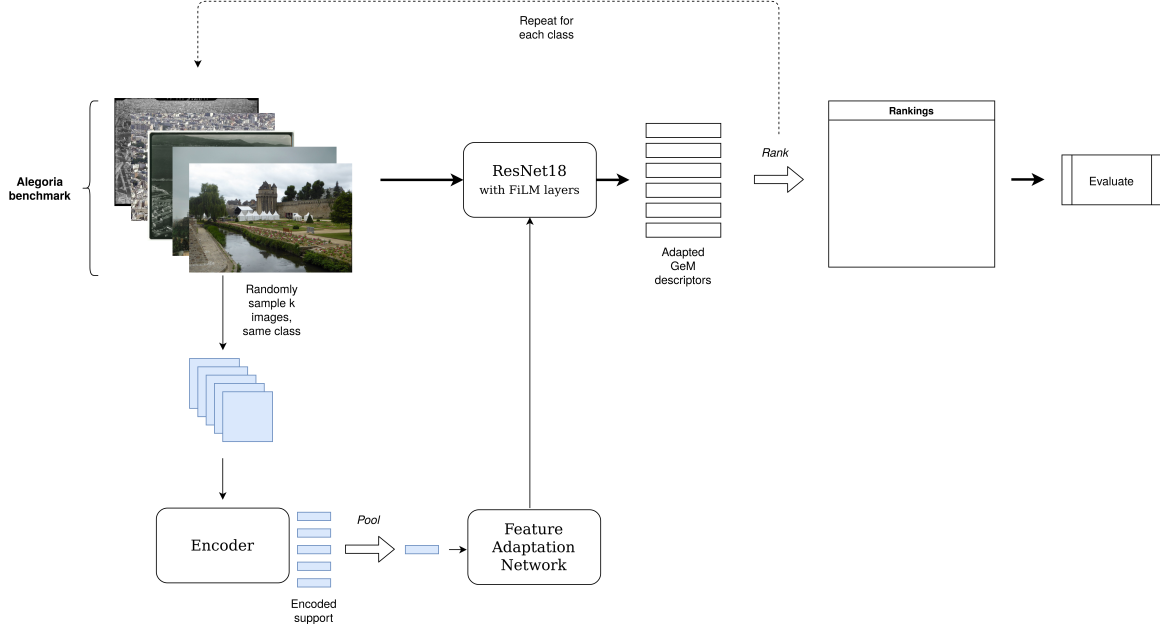 Repeat for
each class
Alegoria
benchmark
ResNet18
with FiLM layers
Rank
Rankings
Evaluate
Adapted
GeM
descriptors
Randomly
sample k
images,
same class
Encoder
Pool
Feature
Adaptation
Network
Encoded
support